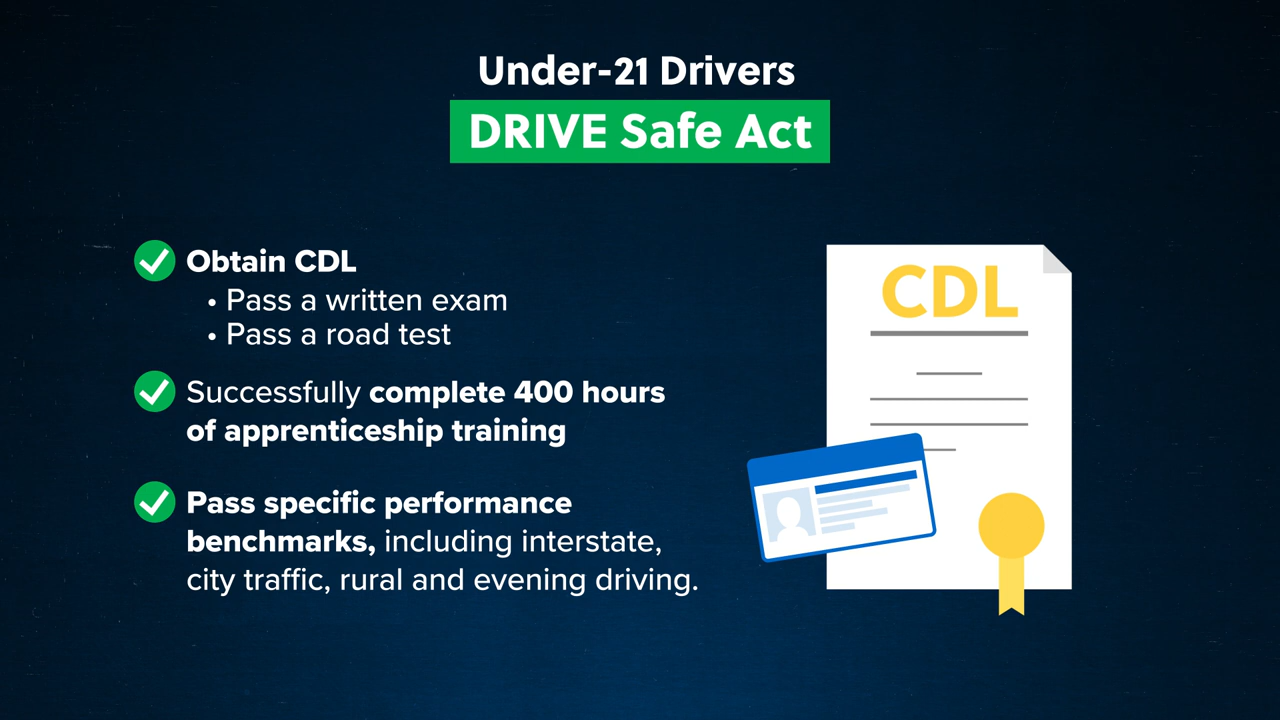 Under-21 Drivers
DRIVE Safe Act
Obtain CDL
• Pass a written exam
• Pass a road test
Successfully complete 400 hours
of apprenticeship training
Pass specific performance
benchmarks, including interstate,
city traffic, rural and evening driving.
CDL